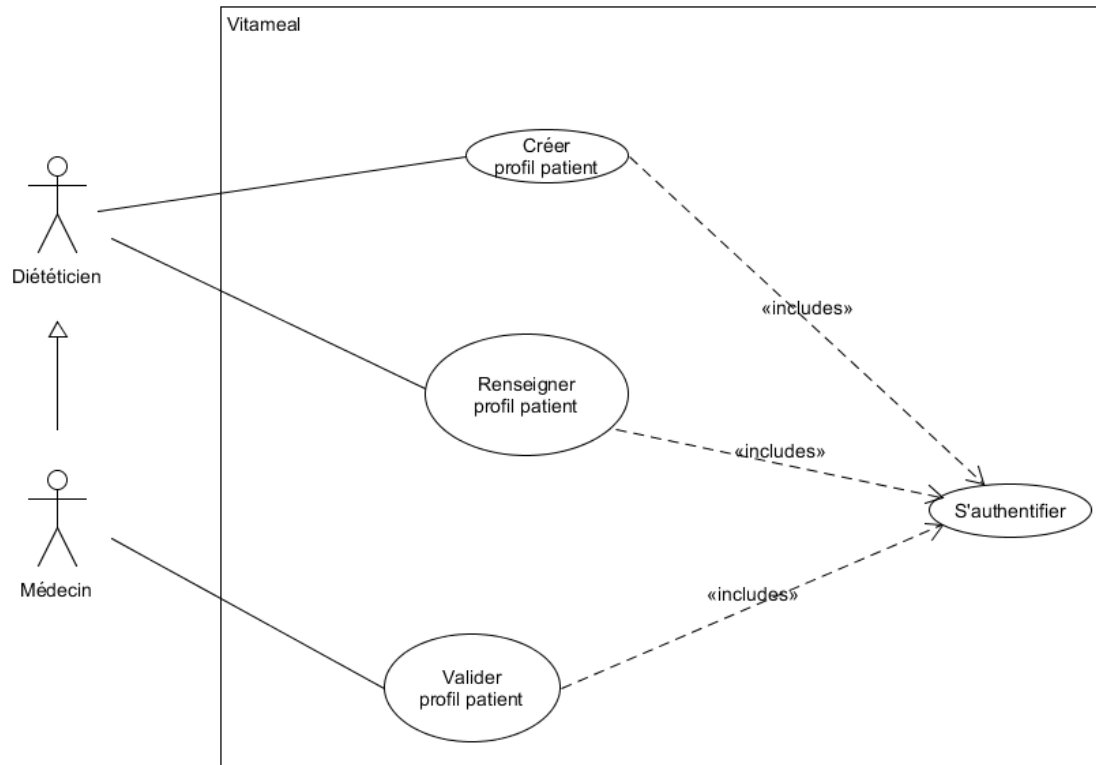 Vitameal
Créer
profil patient
Diététicien
«includes»
Renseigner
profil patient
«includes»
S'authentifier
Médecin
«includes»
Valider
profil patient